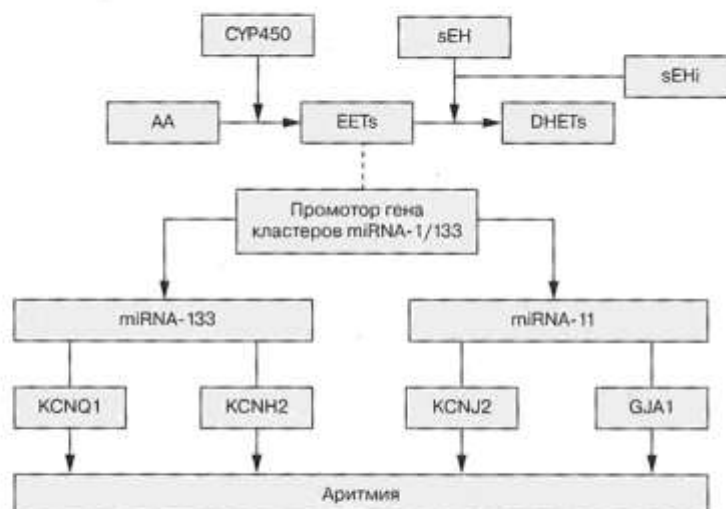 CYP450
sEH
sEHi
AA
EETs
DHETs
Промотор гена
кластеров miRNA-1/133
miRNA-133
miRNA-11
KCNQ1
KCNH2
KCNJ2
GJA1
Аритмия